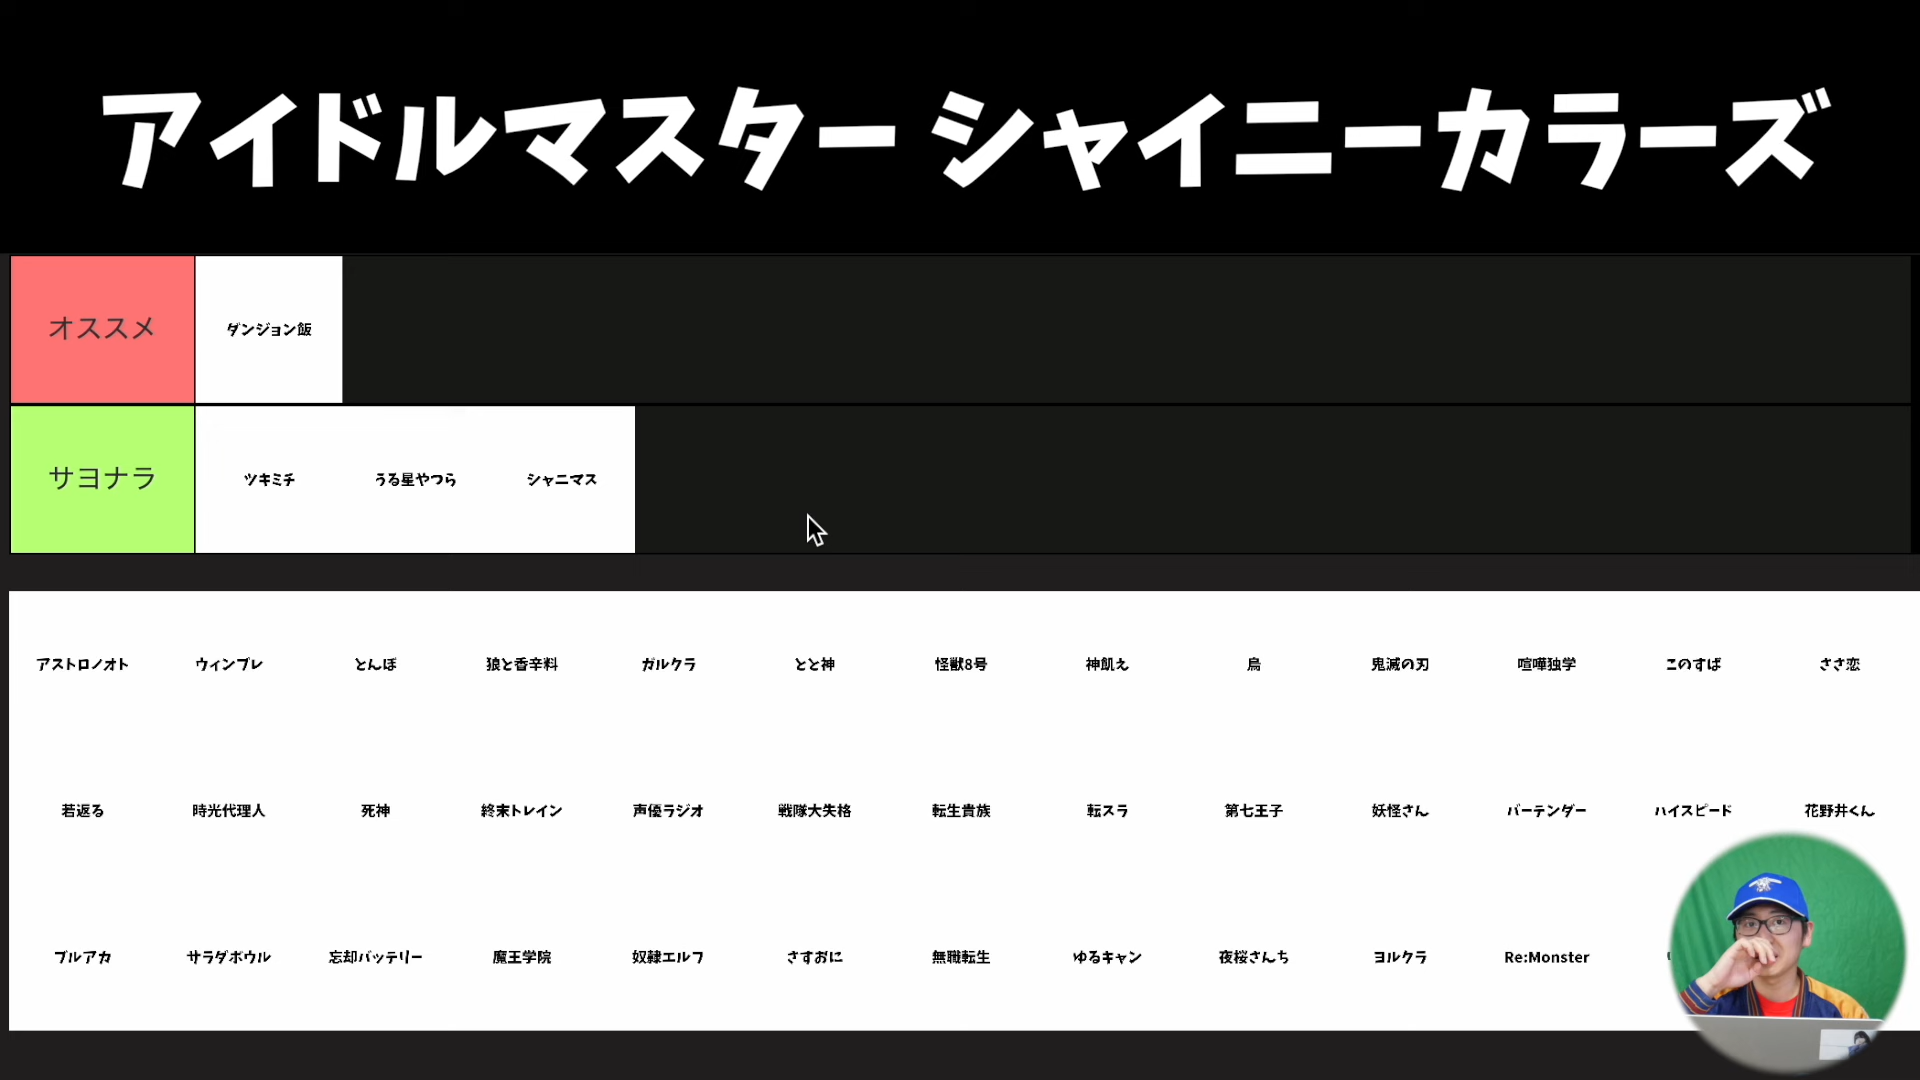 アイドルマスター シャイニーカラーズ
オススメ
ダンジョン飯
サヨナラ
ツキミチ うる星やつら シャニマス
アストロノオト ウィンブレ とんぼ 狼と香辛料 ガルクラ とと神 怪獣8号 神飢え 烏 鬼滅の刃 喧嘩独学 このすば ささ恋
若返る 時光代理人 死神 終末トレイン 声優ラジオ 戦隊大失格 転生貴族 転スラ 第七王子 妖怪さん バーテンダー ハイスピード 花野井くん
ブルアカ サラダボウル 忘却バッテリー 魔王学院 奴隷エルフ さすおに 無職転生 ゆるキャン 夜桜さんち ヨルクラ Re:Monster